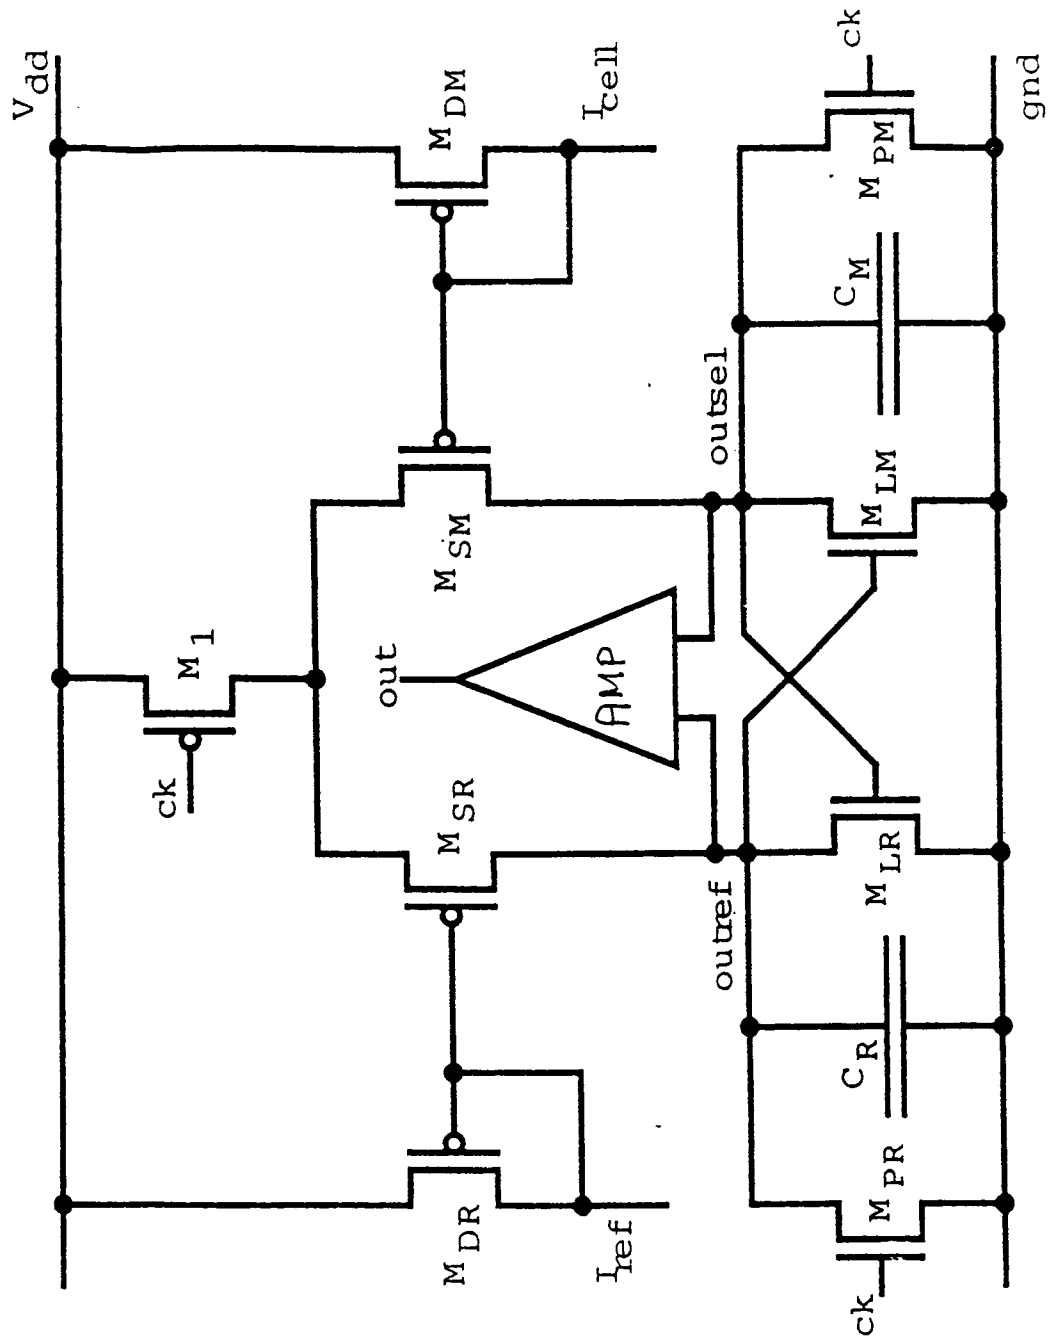 Vdd
ck
M1
MDR
MSR
MSM
MDM
out
AMP
Iref
Icell
outref
outsel
ck
MPR
CR
MLR
MLM
CM
MPM
ck
gnd